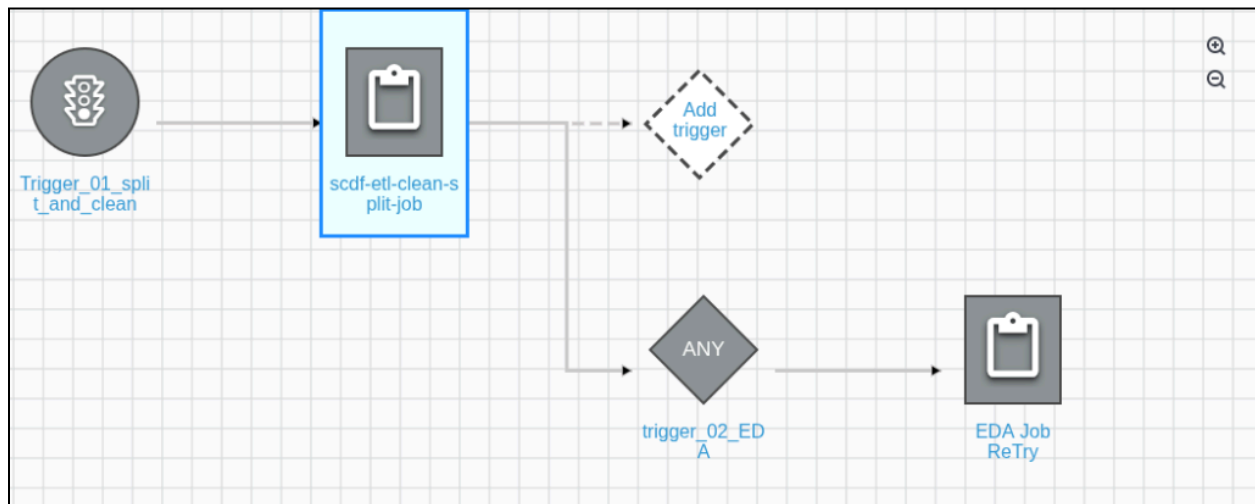 Trigger_01_spli
t_and_clean
scdf-etl-clean-s
plit-job
Add
trigger
ANY
trigger_02_ED
A
EDA Job
ReTry